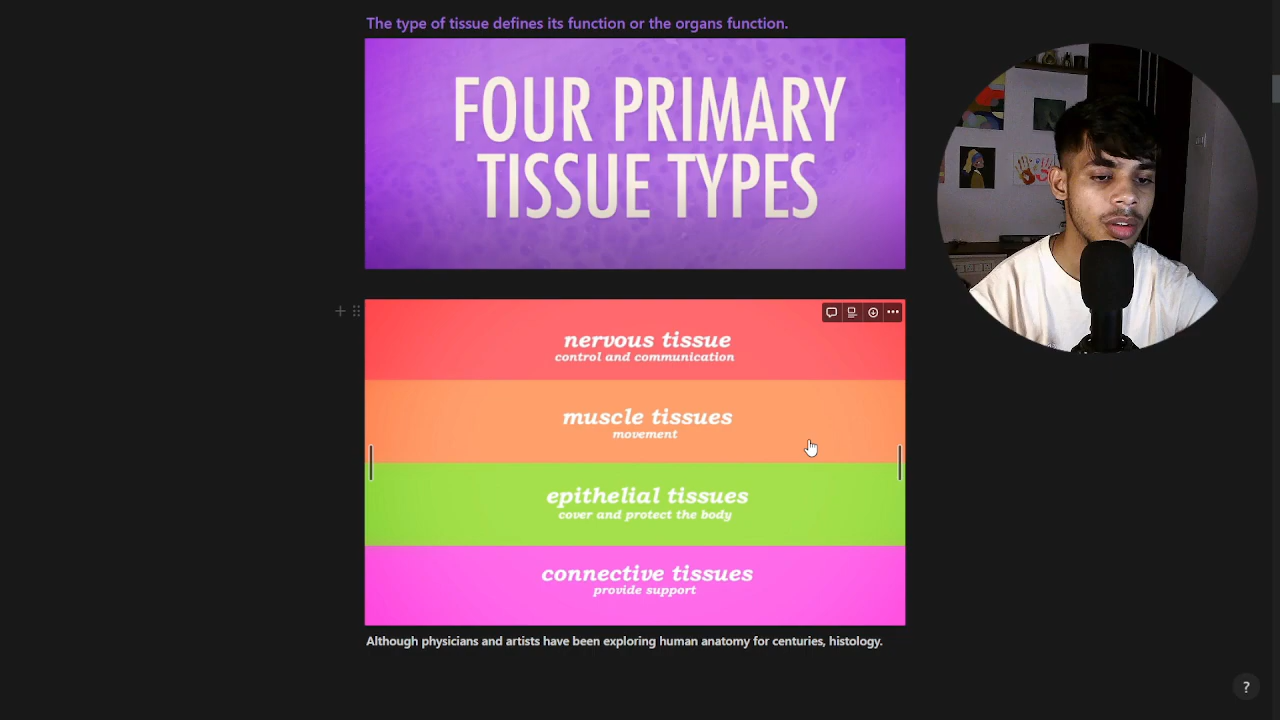 The type of tissue defines its function or the organs function.
FOUR PRIMARY
TISSUE TYPES
nervous tissue
control and communication
muscle tissues
movement
epithelial tissues
cover and protect the body
connective tissues
provide support
Although physicians and artists have been exploring human anatomy for centuries, histology.
?